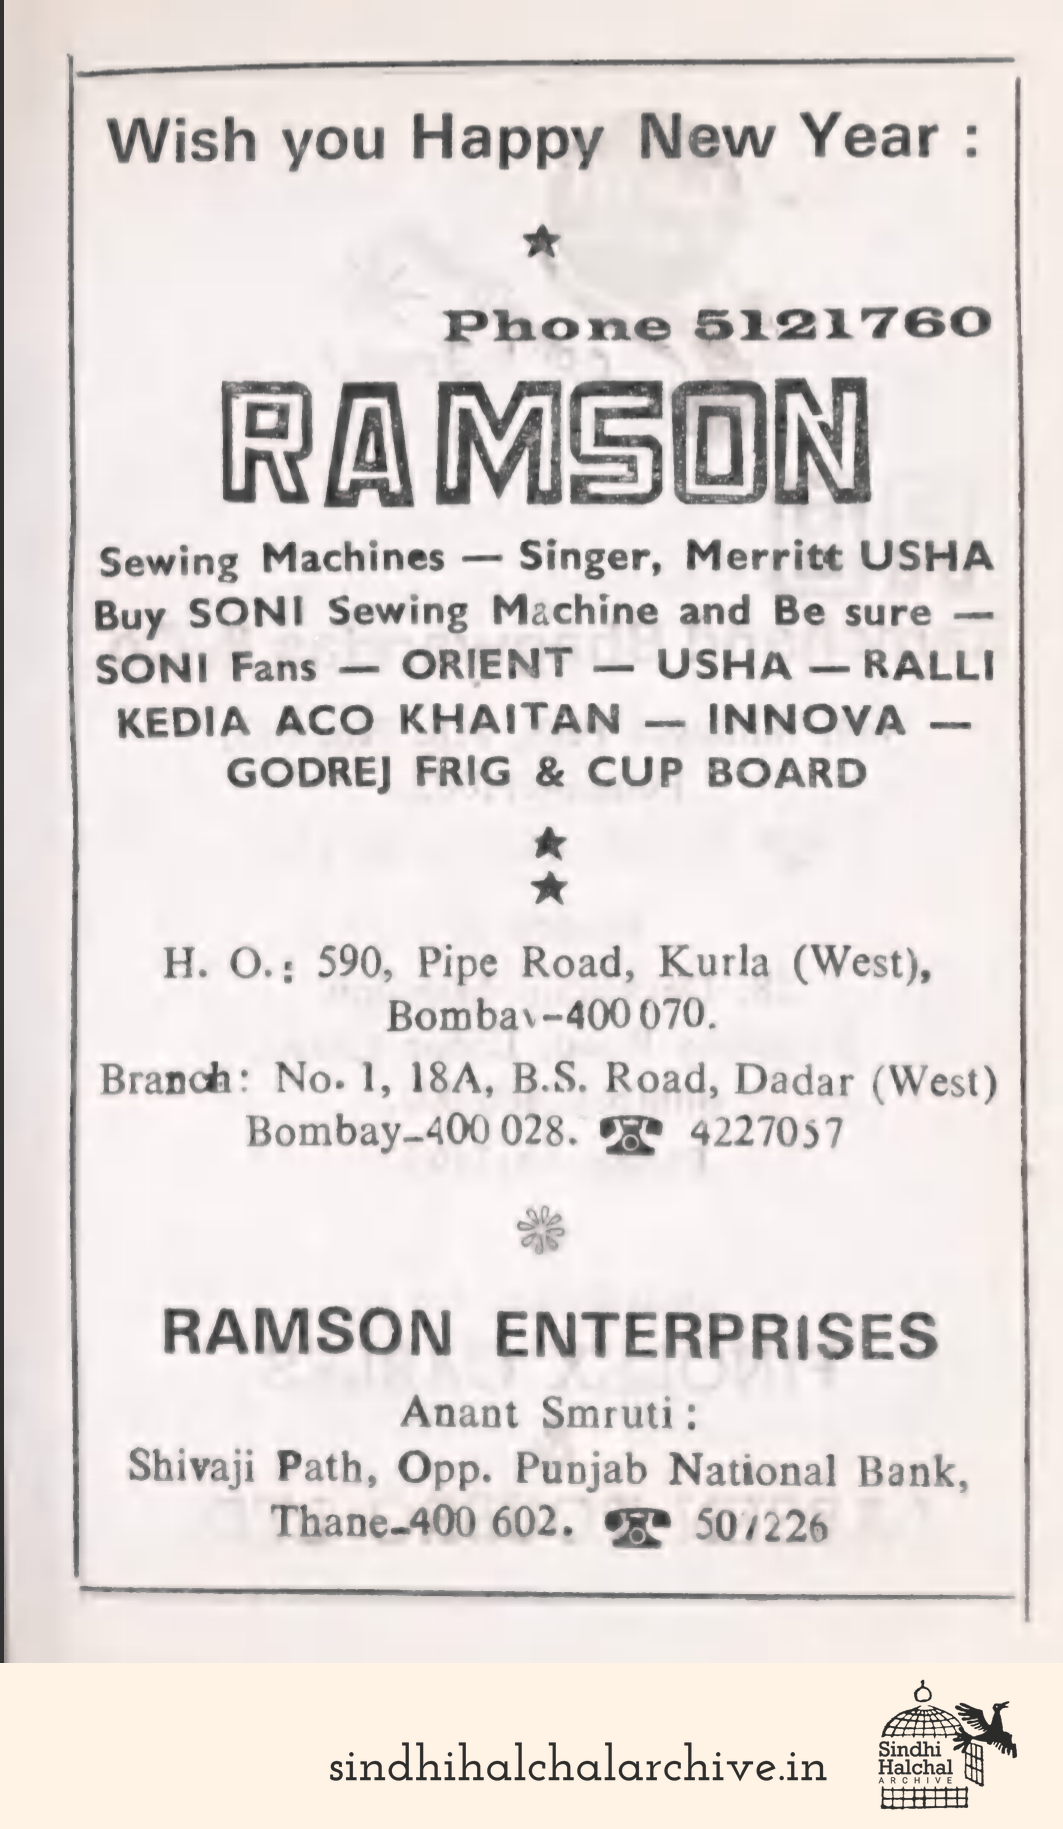 Wish you Happy New Year :
Phone 5121760
RAMSON
Sewing Machines — Singer, Merritt USHA
Buy SONI Sewing Machine and Be sure —
SONI Fans — ORIENT — USHA — RALLI
KEDIA ACO KHAITAN — INNOVA —
GODREJ FRIG & CUP BOARD
H. O.: 590, Pipe Road, Kurla (West),
Bombay-400 070.
Branch: No. 1, 18A, B.S. Road, Dadar (West)
Bombay-400 028. ☎ 4227057
RAMSON ENTERPRISES
Anant Smruti :
Shivaji Path, Opp. Punjab National Bank,
Thane-400 602. ☎ 507226
sindhihalchalarchive.in
Sindhi
Halchal
ARCHIVE